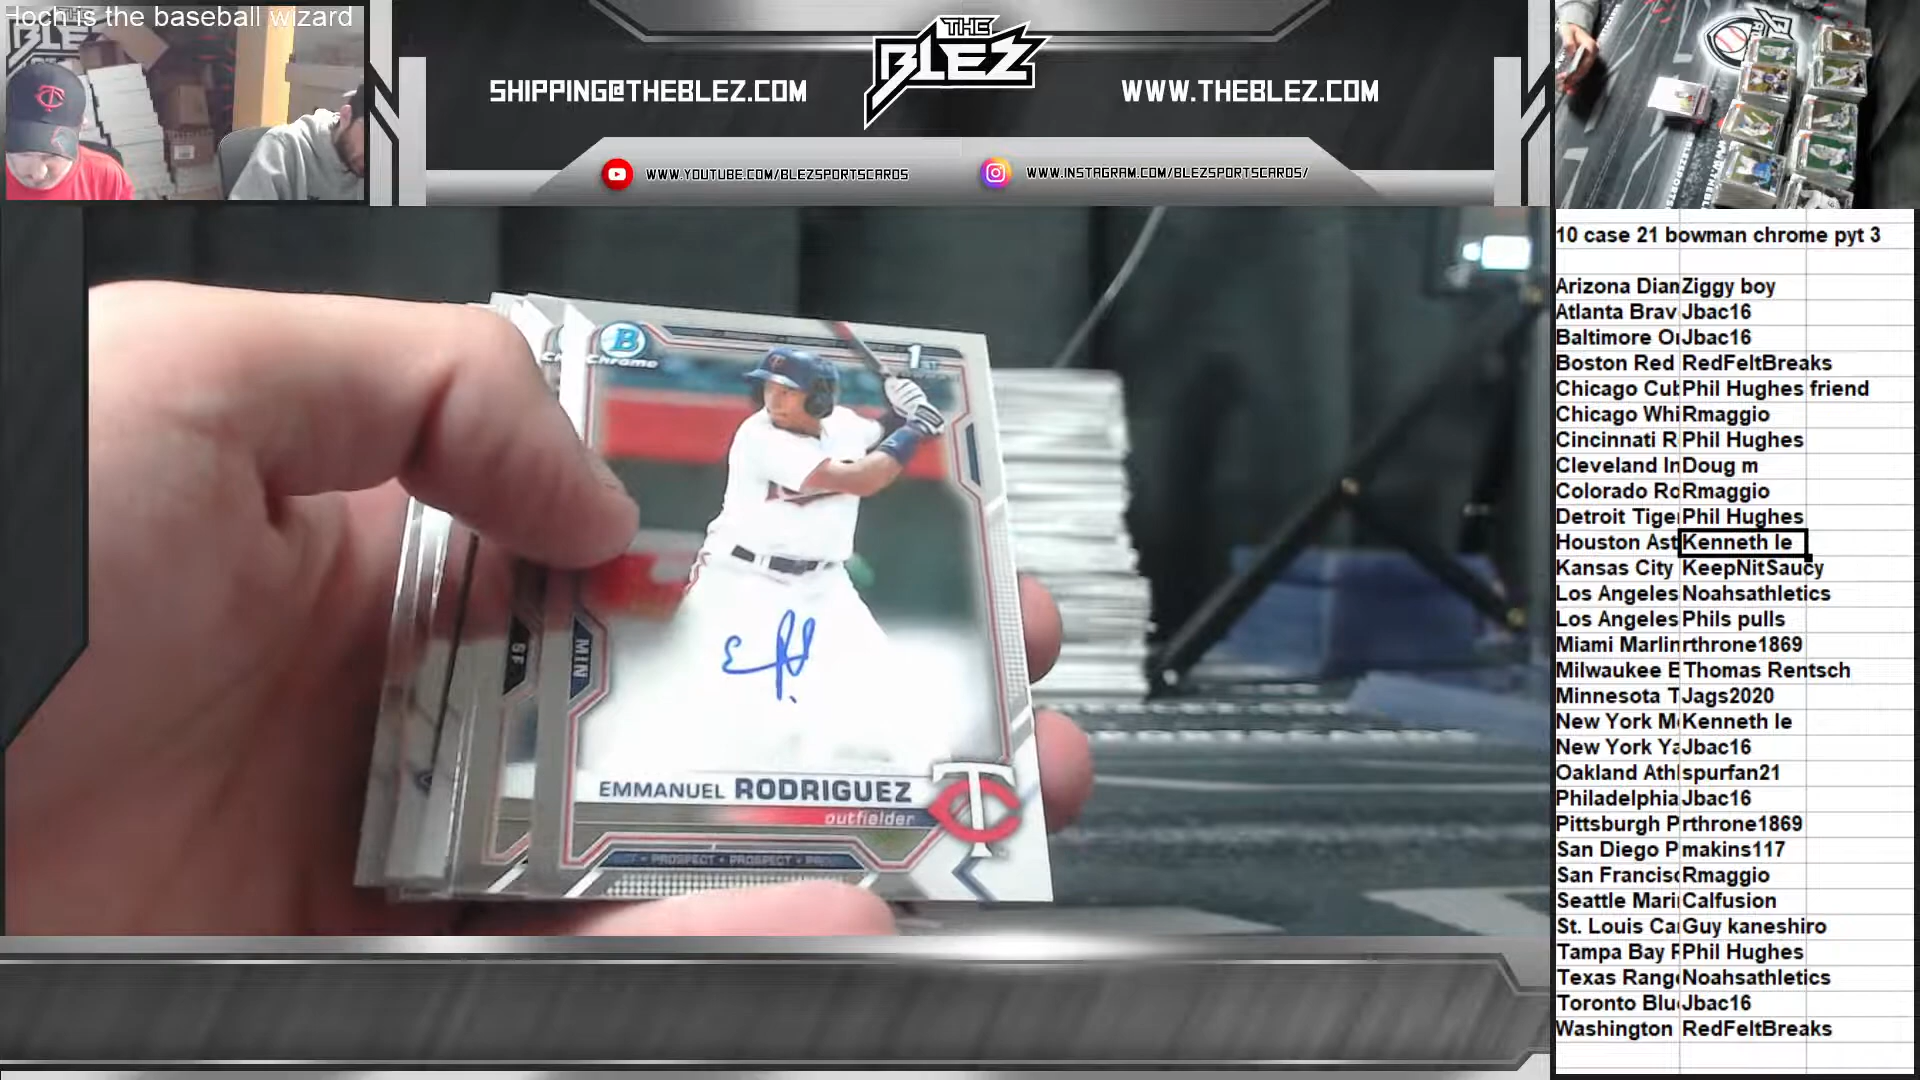 Hoch is the baseball wizard
THE
BLEZ
SHIPPING@THEBLEZ.COM
WWW.THEBLEZ.COM
WWW.YOUTUBE.COM/BLEZSPORTSCARDS
WWW.INSTAGRAM.COM/BLEZSPORTSCARDS/
B
Chrome
1ST
SF
MIN
EMMANUEL RODRIGUEZ
outfielder
PROSPECT • PROSPECT
10 case 21 bowman chrome pyt 3
Arizona Diam Ziggy boy
Atlanta Brav Jbac16
Baltimore Or Jbac16
Boston Red RedFeltBreaks
Chicago Cub Phil Hughes friend
Chicago Whi Rmaggio
Cincinnati R Phil Hughes
Cleveland In Doug m
Colorado Ro Rmaggio
Detroit Tige Phil Hughes
Houston Ast Kenneth le
Kansas City KeepNitSaucy
Los Angeles Noahsathletics
Los Angeles Phils pulls
Miami Marlin rthrone1869
Milwaukee B Thomas Rentsch
Minnesota T Jags2020
New York Me Kenneth le
New York Ya Jbac16
Oakland Athl spurfan21
Philadelphia Jbac16
Pittsburgh P rthrone1869
San Diego P makins117
San Francisc Rmaggio
Seattle Mari Calfusion
St. Louis Car Guy kaneshiro
Tampa Bay R Phil Hughes
Texas Range Noahsathletics
Toronto Blu Jbac16
Washington RedFeltBreaks